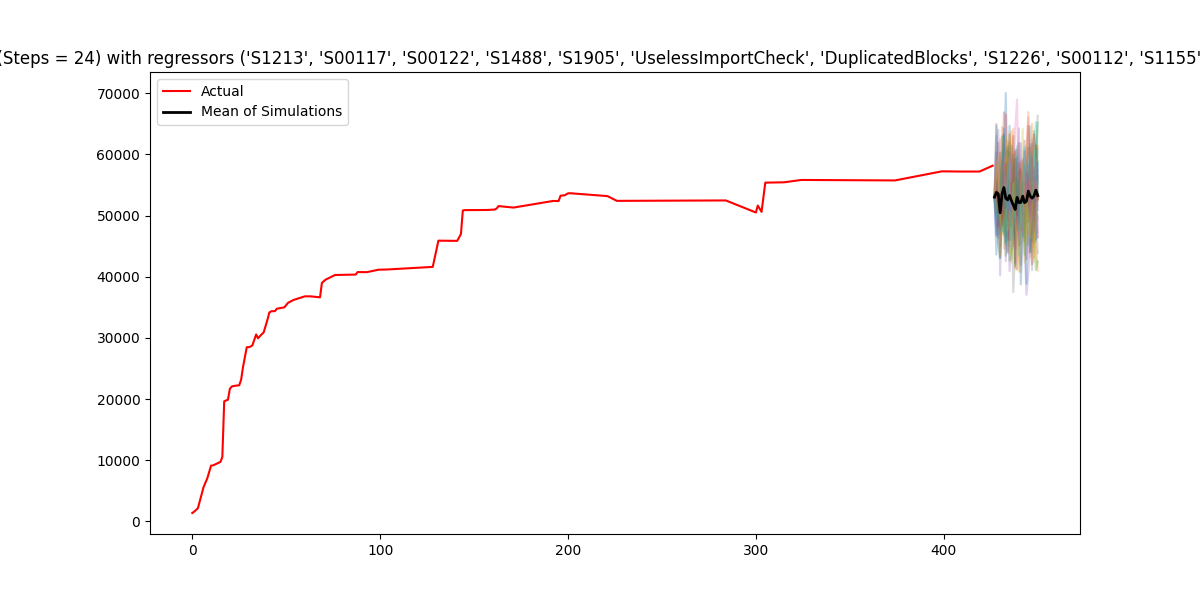 (Steps = 24) with regressors ('S1213', 'S00117', 'S00122', 'S1488', 'S1905', 'UselessImportCheck', 'DuplicatedBlocks', 'S1226', 'S00112', 'S1155'
Actual
Mean of Simulations
70000
60000
50000
40000
30000
20000
10000
0
0 100 200 300 400